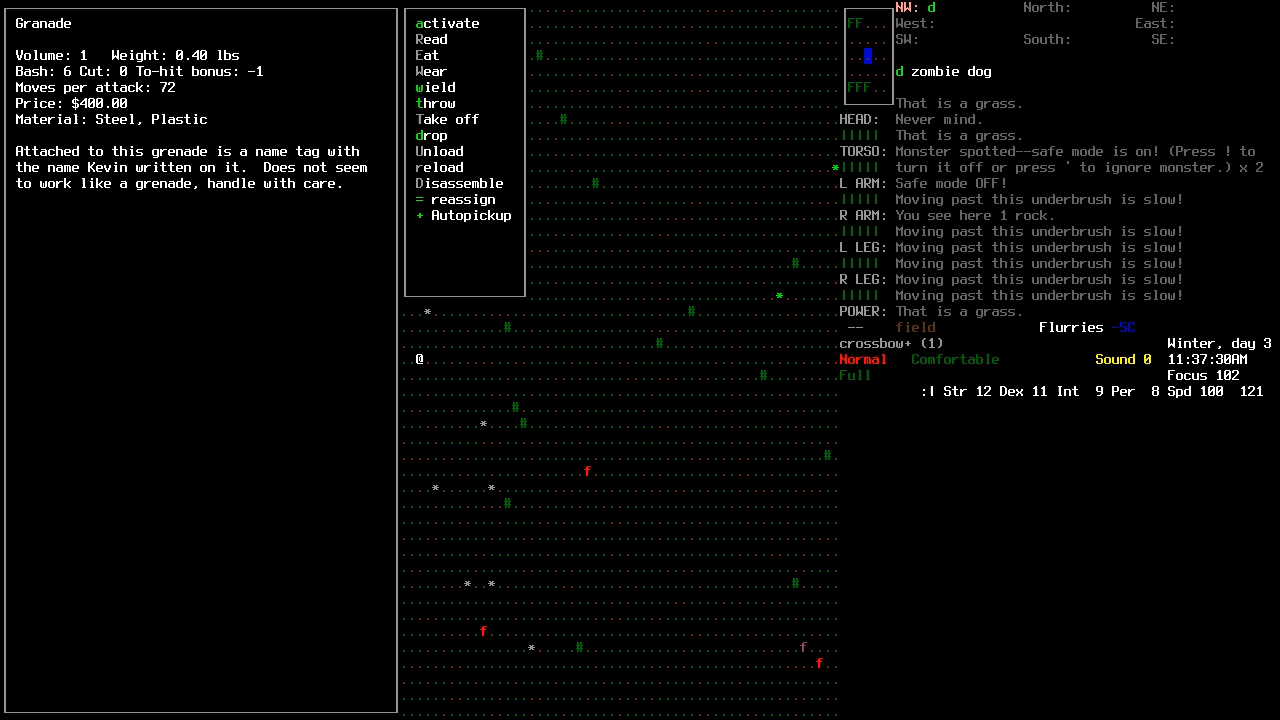 Granade
Volume: 1   Weight: 0.40 lbs
Bash: 6 Cut: 0 To-hit bonus: -1
Moves per attack: 72
Price: $400.00
Material: Steel, Plastic
Attached to this grenade is a name tag with
the name Kevin written on it.  Does not seem
to work like a grenade, handle with care.
activate
Read
Eat
Wear
wield
throw
Take off
drop
Unload
reload
Disassemble
= reassign
+ Autopickup
FF...
FFF..
NW: d North: NE:
West: East:
SW: South: SE:
d zombie dog
That is a grass.
HEAD: Never mind.
||||| That is a grass.
TORSO: Monster spotted--safe mode is on! (Press ! to
||||| turn it off or press ' to ignore monster.) x 2
L ARM: Safe mode OFF!
||||| Moving past this underbrush is slow!
R ARM: You see here 1 rock.
||||| Moving past this underbrush is slow!
L LEG: Moving past this underbrush is slow!
||||| Moving past this underbrush is slow!
R LEG: Moving past this underbrush is slow!
||||| Moving past this underbrush is slow!
POWER: That is a grass.
-- field Flurries -5C
crossbow+ (1) Winter, day 3
Normal Comfortable Sound 0 11:37:30AM
Full Focus 102
:| Str 12 Dex 11 Int  9 Per  8 Spd 100  121
@
f
f
f
f